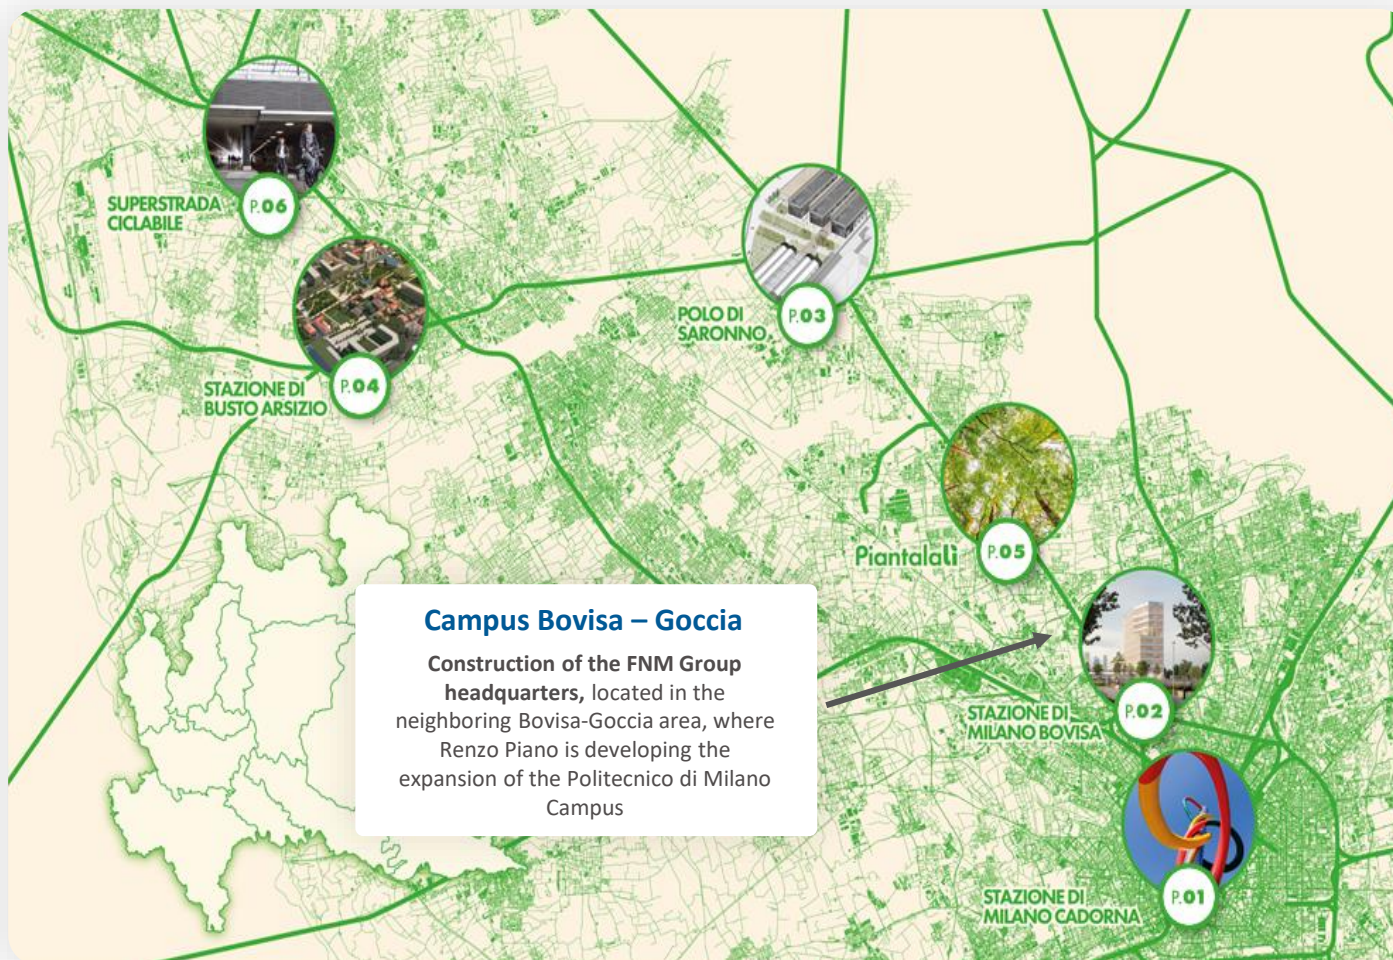 SUPERSTRADA
CICLABILE
P.06
STAZIONE DI
BUSTO ARSIZIO
P.04
POLO DI
SARONNO
P.03
Piantalalì
P.05
Campus Bovisa – Goccia
Construction of the FNM Group
headquarters, located in the
neighboring Bovisa-Goccia area, where
Renzo Piano is developing the
expansion of the Politecnico di Milano
Campus
STAZIONE DI
MILANO BOVISA
P.02
STAZIONE DI
MILANO CADORNA
P.01